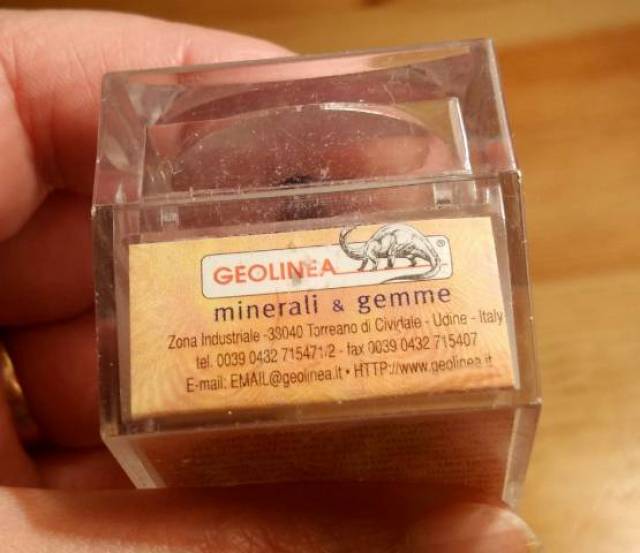 GEOLINEA ®
minerali & gemme
Zona Industriale -33040 Torreano di Cividale - Udine - Italy
tel. 0039 0432 715471/2 - fax 0039 0432 715407
E-mail: EMAIL@geolinea.it • HTTP://www.geolinea.it